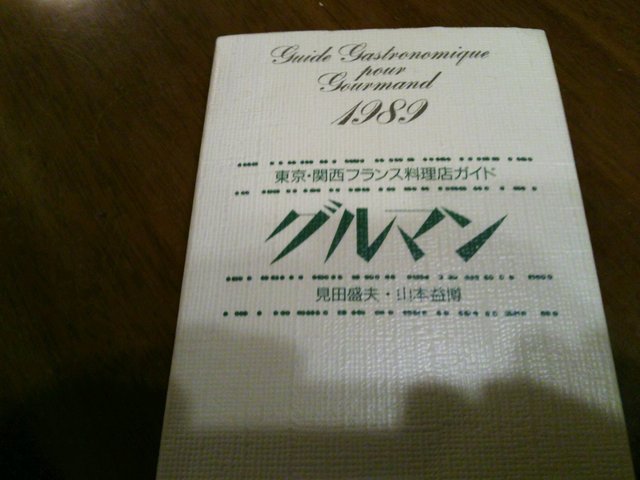 Guide Gastronomique
pour
Gourmand
1989
東京・関西フランス料理店ガイド
グルマン
見田盛夫・山本益博